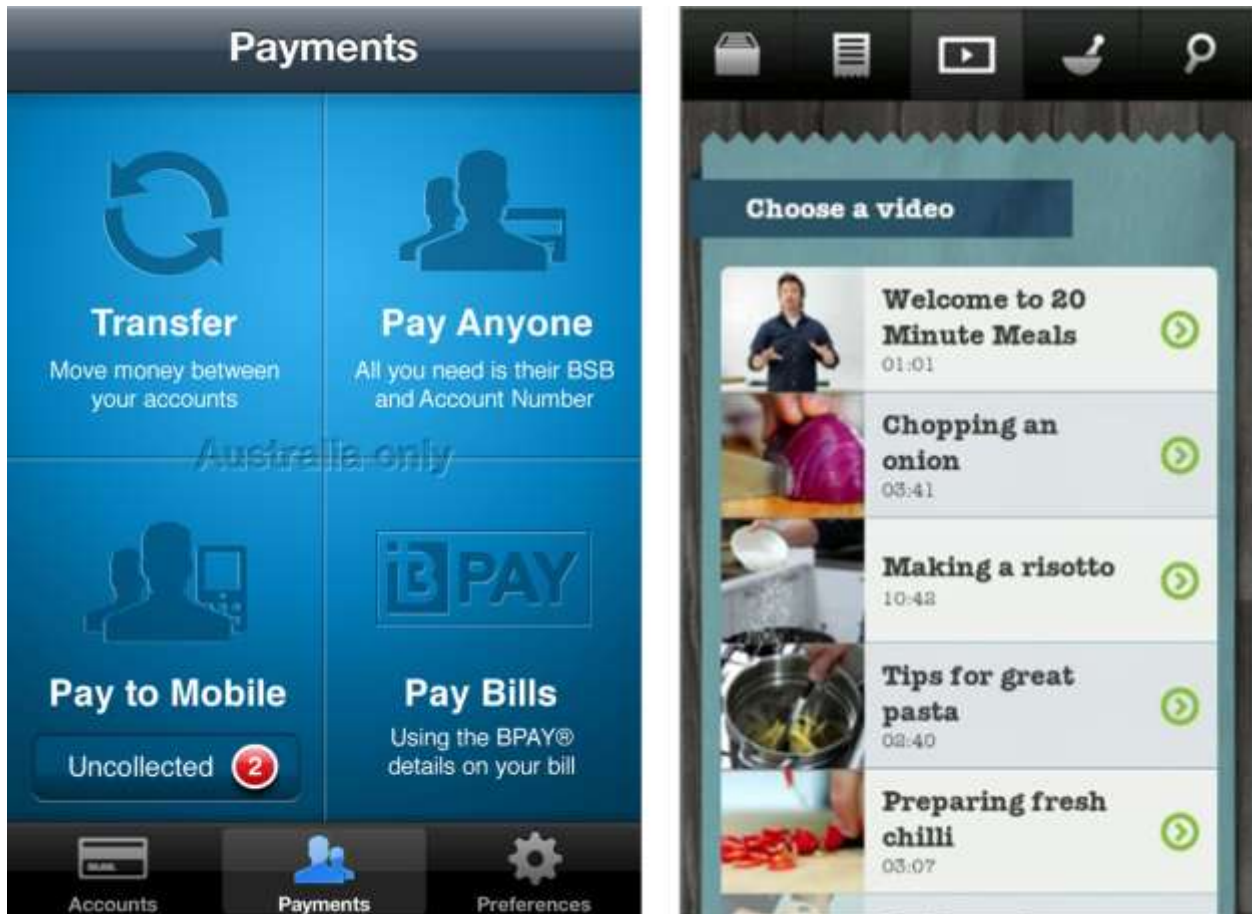 Payments
Transfer
Move money between
your accounts
Pay Anyone
All you need is their BSB
and Account Number
Australia only
Pay to Mobile
Uncollected 2
B PAY
Pay Bills
Using the BPAY®
details on your bill
Accounts
Payments
Preferences
Choose a video
Welcome to 20
Minute Meals
01:01
Chopping an
onion
03:41
Making a risotto
10:42
Tips for great
pasta
02:40
Preparing fresh
chilli
03:07